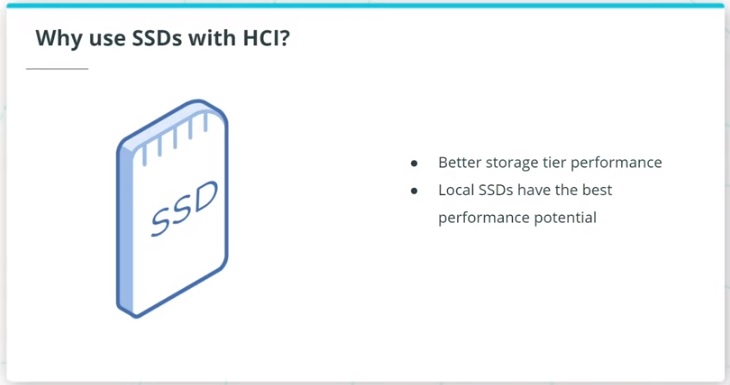 Why use SSDs with HCI?
SSD
● Better storage tier performance
● Local SSDs have the best
performance potential